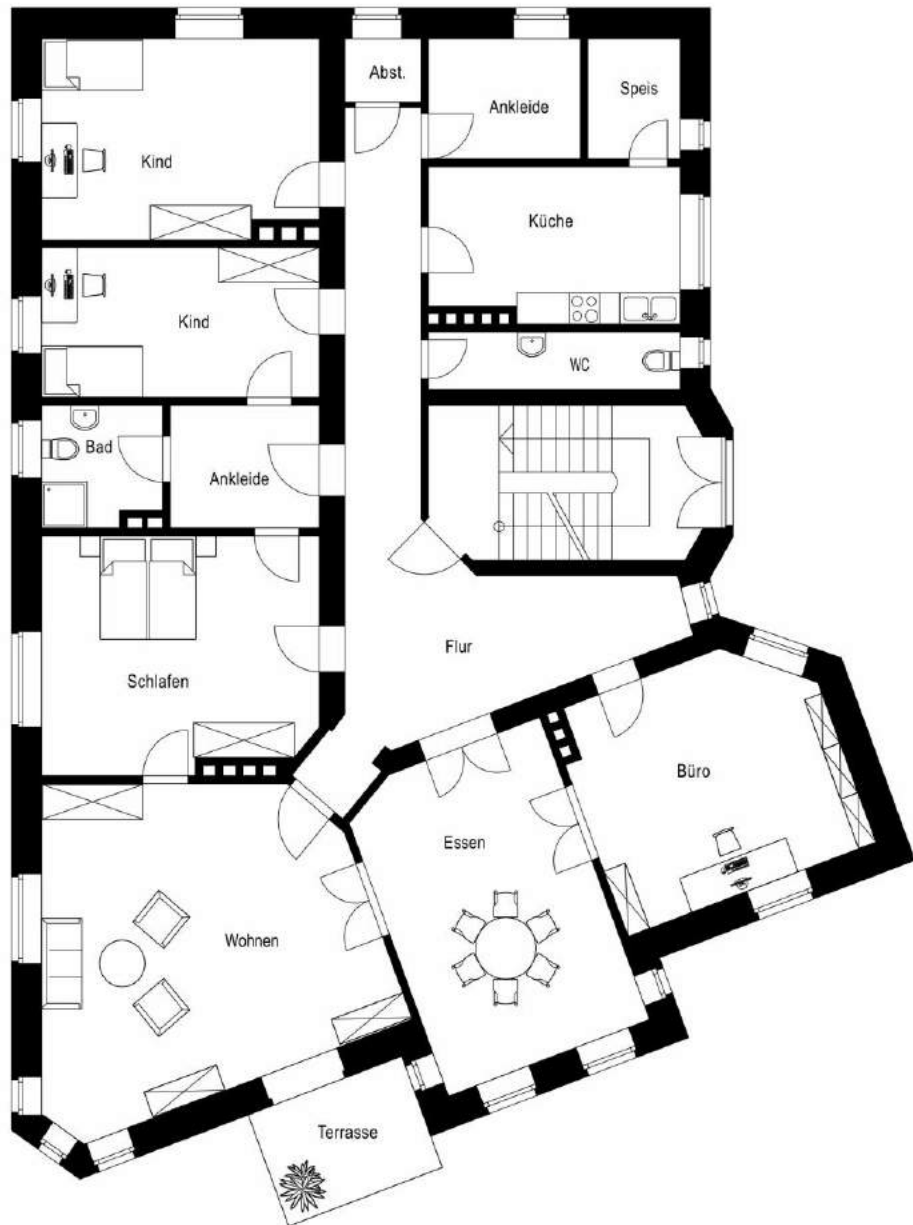 Abst.
Ankleide
Speis
Kind
Küche
Kind
WC
Bad
Ankleide
Flur
Schlafen
Büro
Essen
Wohnen
Terrasse